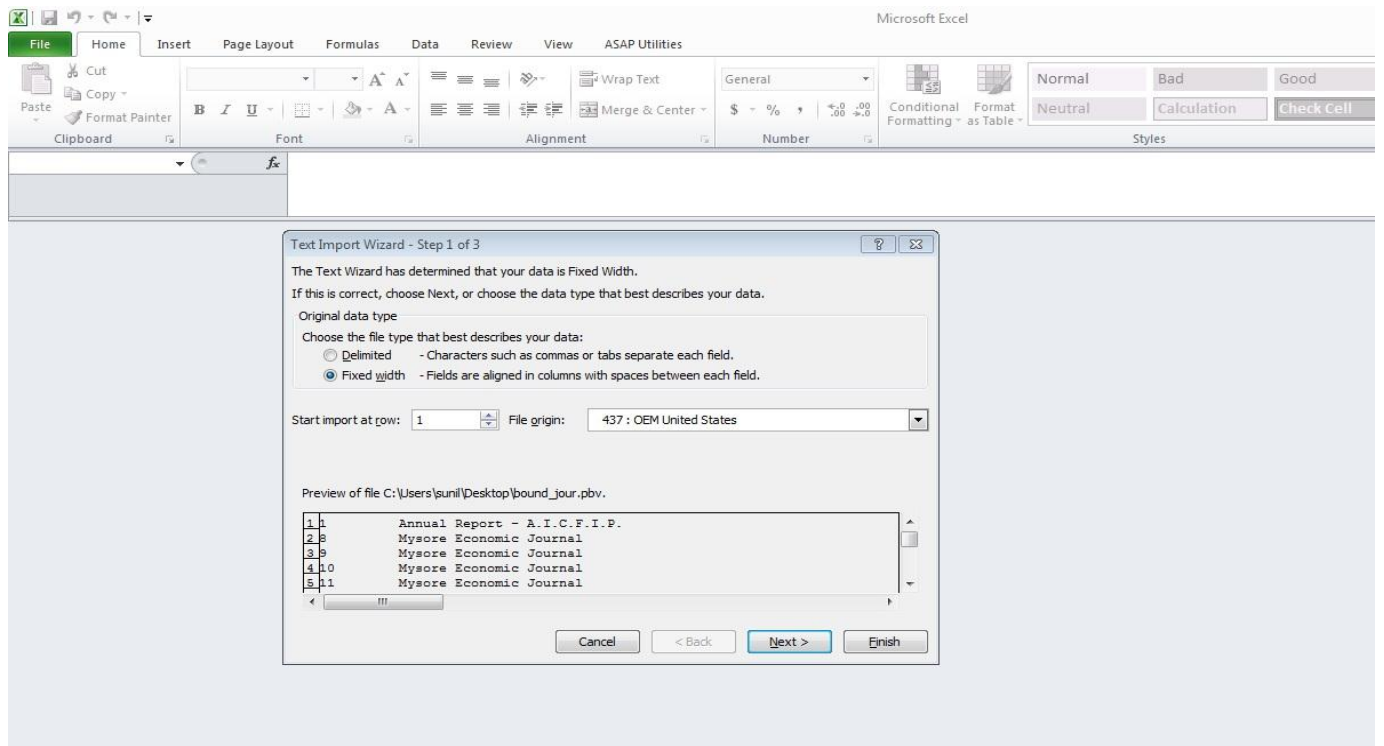 Microsoft Excel
File Home Insert Page Layout Formulas Data Review View ASAP Utilities
Cut
Copy
Format Painter
Paste
Clipboard
B I U A A A
Font
Wrap Text
Merge & Center
Alignment
General
$ % , .0 .00 .00 .0
Number
Conditional Formatting
Format as Table
Normal Bad Good
Neutral Calculation Check Cell
Styles
fx
Text Import Wizard - Step 1 of 3
The Text Wizard has determined that your data is Fixed Width.
If this is correct, choose Next, or choose the data type that best describes your data.
Original data type
Choose the file type that best describes your data:
Delimited - Characters such as commas or tabs separate each field.
Fixed width - Fields are aligned in columns with spaces between each field.
Start import at row: 1 File origin: 437 : OEM United States
Preview of file C:\Users\sunil\Desktop\bound_jour.pbv.
1 1 Annual Report - A.I.C.F.I.P.
2 8 Mysore Economic Journal
3 9 Mysore Economic Journal
4 10 Mysore Economic Journal
5 11 Mysore Economic Journal
Cancel < Back Next > Finish